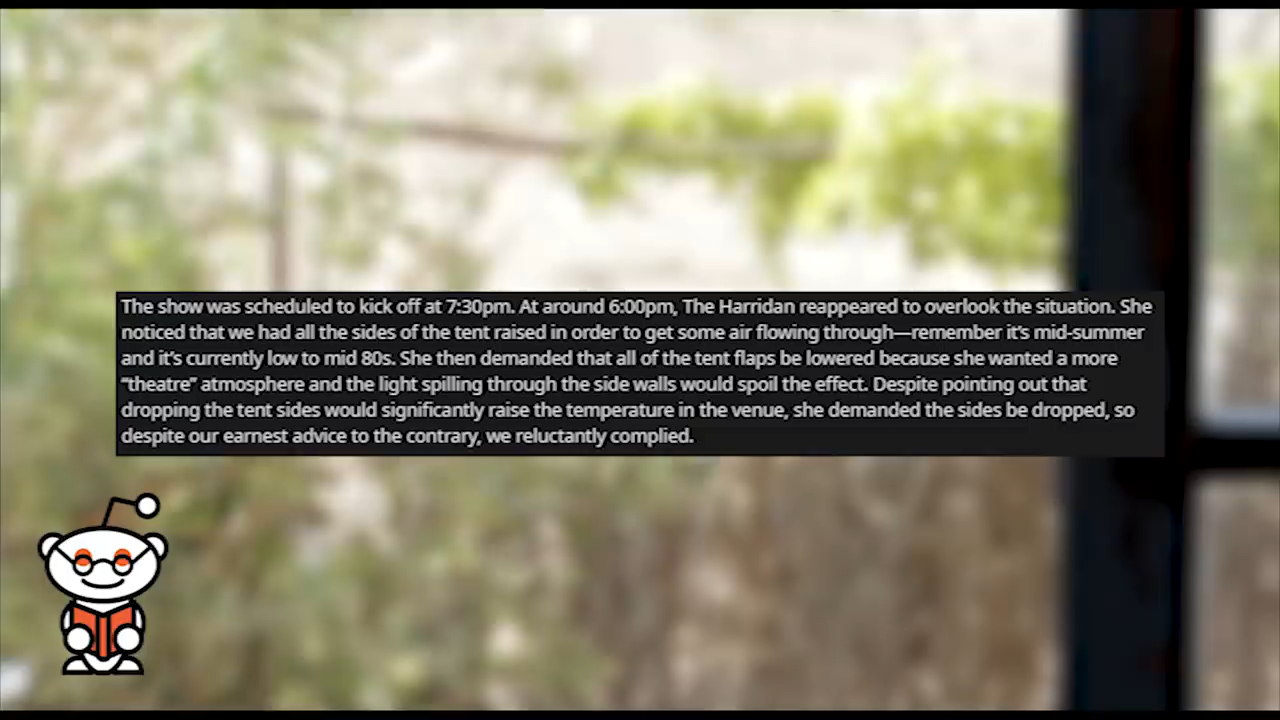 The show was scheduled to kick off at 7:30pm. At around 6:00pm, The Harridan reappeared to overlook the situation. She
noticed that we had all the sides of the tent raised in order to get some air flowing through—remember it's mid-summer
and it's currently low to mid 80s. She then demanded that all of the tent flaps be lowered because she wanted a more
“theatre” atmosphere and the light spilling through the side walls would spoil the effect. Despite pointing out that
dropping the tent sides would significantly raise the temperature in the venue, she demanded the sides be dropped, so
despite our earnest advice to the contrary, we reluctantly complied.